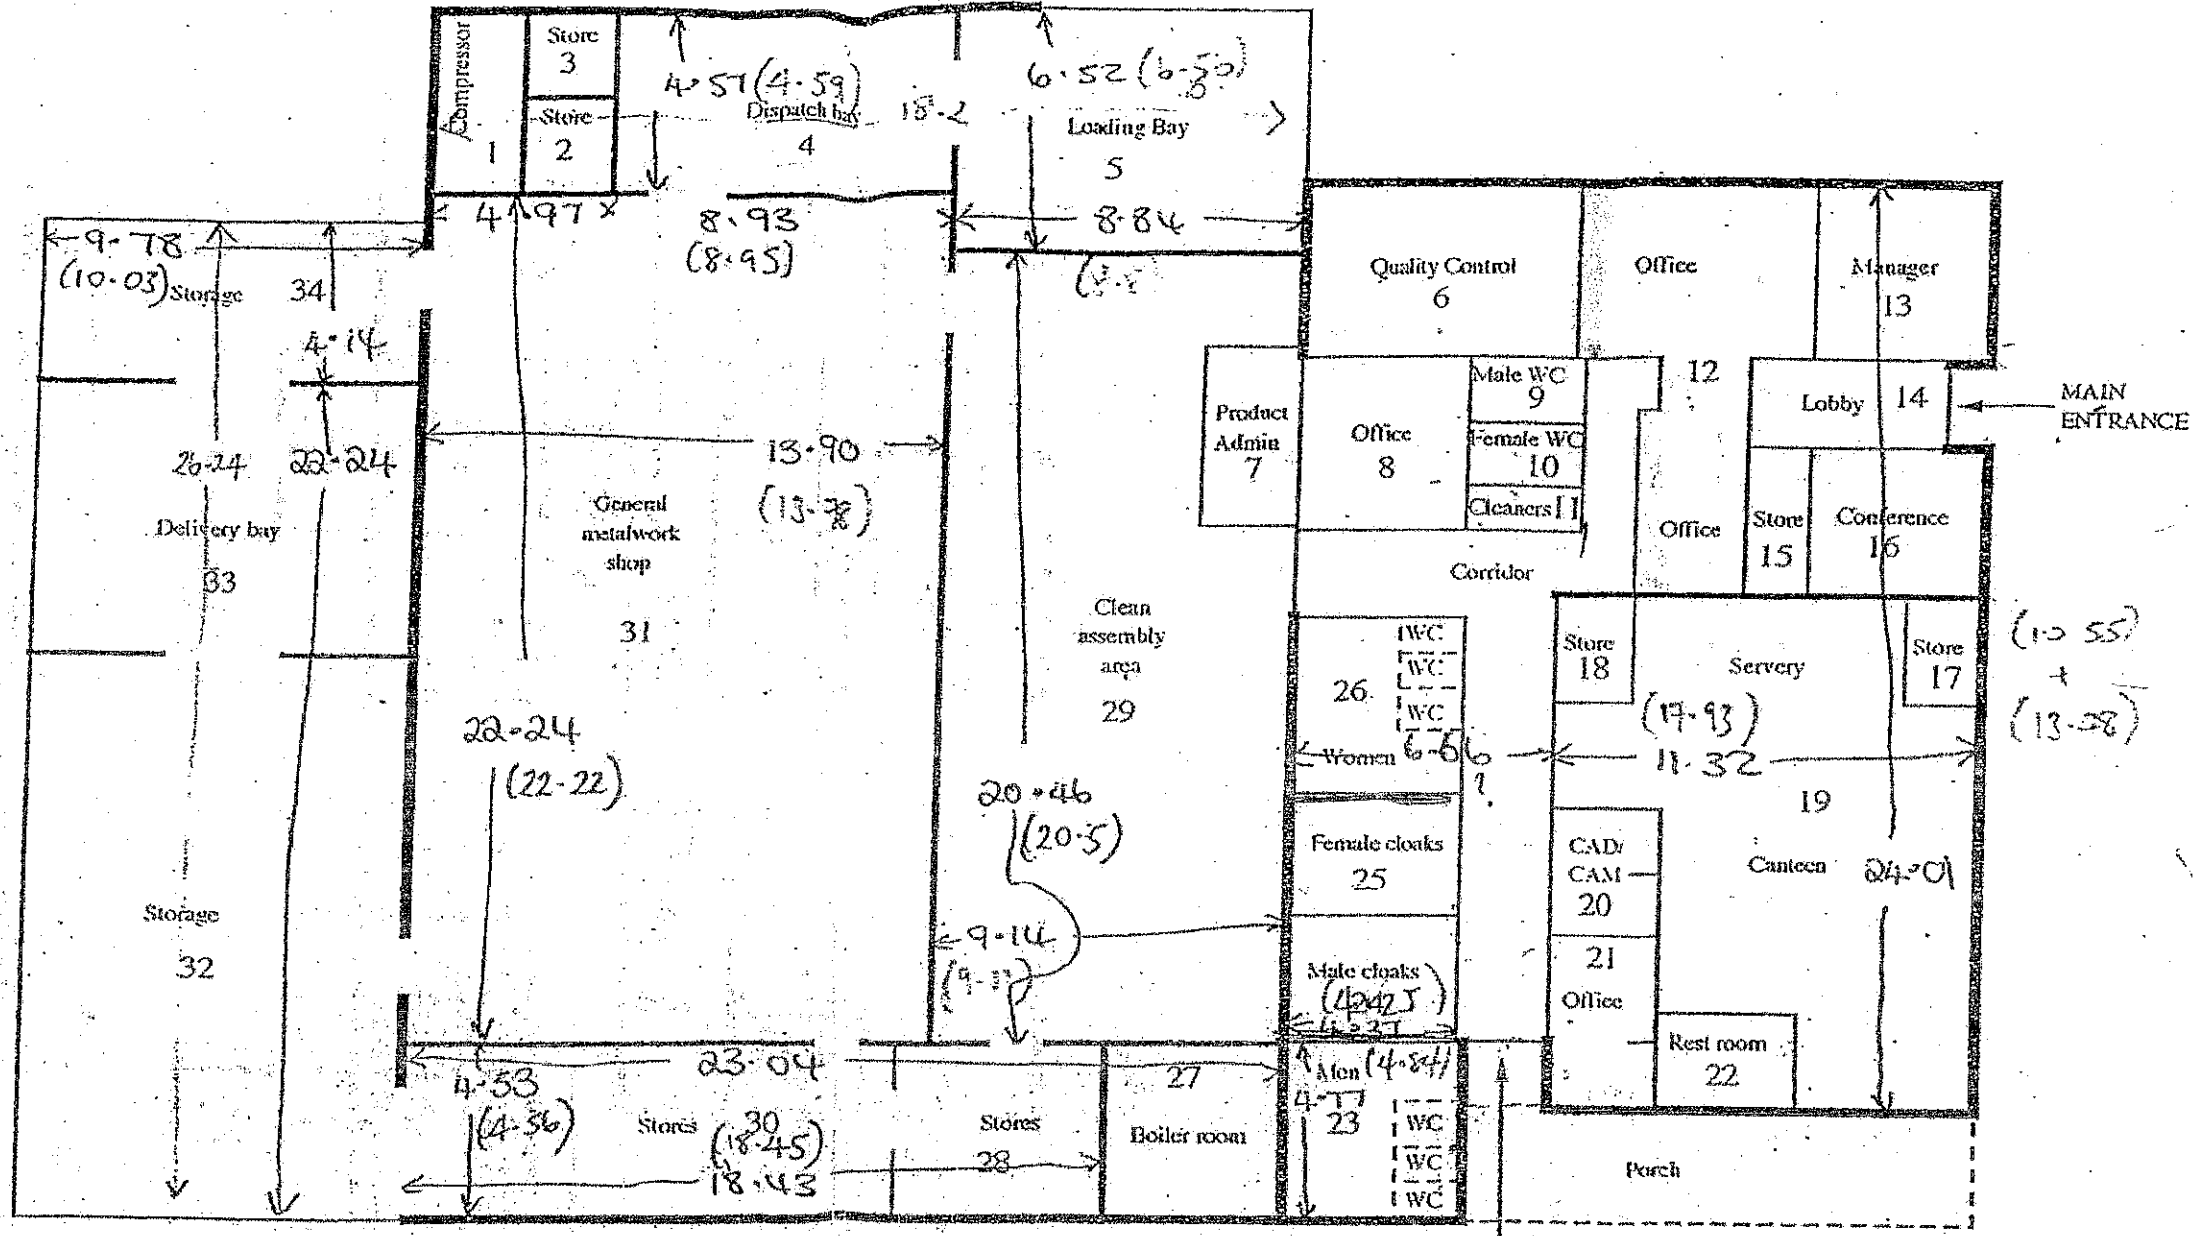 Compressor
1
Store
3
Store
2
4.57 (4.59)
Dispatch bay
4
18.2
6.52 (6.50)
Loading Bay
5
4.97 x
8.93
(8.95)
8.84
9.78
(10.03)
Storage 34
4.14
Quality Control
6
Office
Manager
13
12
Lobby 14
MAIN
ENTRANCE
Product
Admin
7
Office
8
Male WC
9
Female WC
10
Cleaners 11
26.24
22.24
Delivery bay
33
13.90
General
metalwork
shop
31
Clean
assembly
area
29
Corridor
Office
Store
15
Conference
16
Store
18
Servery
Store
17
(17.93)
11.32
+
WC
WC
WC
26
Women
6.66
?
22.24
(22.22)
20.46
(20.5)
19
Canteen
24.01
CAD/
CAM
20
21
Office
Female cloaks
25
Male cloaks
9.14
Storage
32
23.04
4.53
(4.56)
Stores
30
(18.45)
18.43
Stores
28
27
Boiler room
Men (4.84)
4.77
23
WC
WC
WC
Rest room
22
Porch